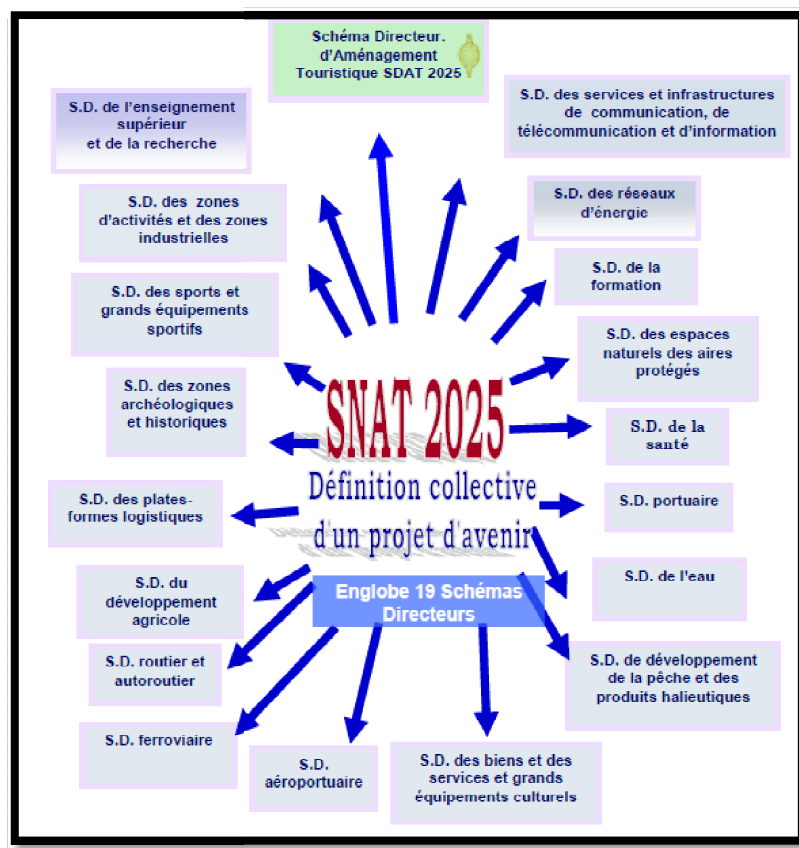 Schéma Directeur.
d'Aménagement
Touristique SDAT 2025
S.D. de l'enseignement
supérieur
et de la recherche
S.D. des services et infrastructures
de communication, de
télécommunication et d'information
S.D. des zones
d'activités et des zones
industrielles
S.D. des réseaux
d'énergie
S.D. de la
formation
S.D. des sports et
grands équipements
sportifs
S.D. des espaces
naturels des aires
protégés
S.D. des zones
archéologiques
et historiques
SNAT 2025
S.D. de la
santé
Définition collective
d'un projet d'avenir
S.D. des plates-
formes logistiques
S.D. portuaire
S.D. de l'eau
S.D. du
développement
agricole
Englobe 19 Schémas
Directeurs
S.D. routier et
autoroutier
S.D. de développement
de la pêche et des
produits halieutiques
S.D. ferroviaire
S.D.
aéroportuaire
S.D. des biens et des
services et grands
équipements culturels